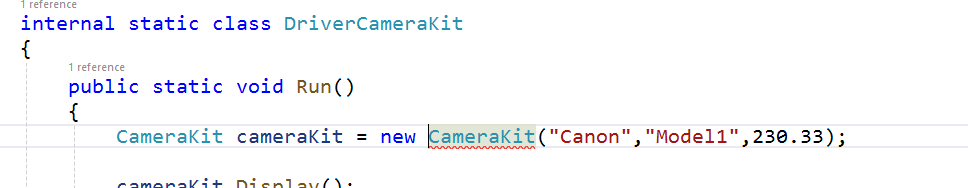 1 reference
internal static class DriverCameraKit
{
1 reference
public static void Run()
{
CameraKit cameraKit = new CameraKit("Canon","Model1",230.33);
cameraKit.Display();